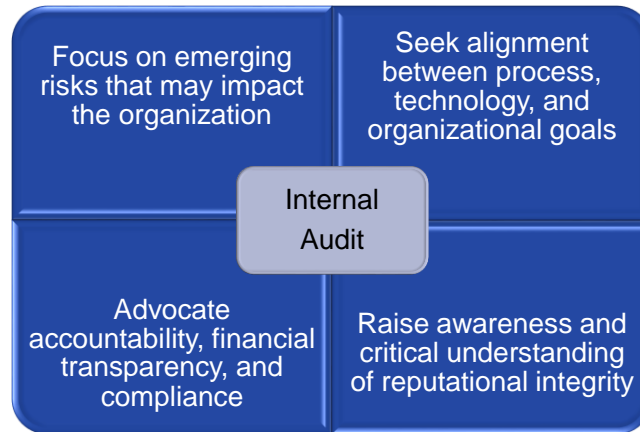 Focus on emerging
risks that may impact
the organization
Seek alignment
between process,
technology, and
organizational goals
Internal
Audit
Advocate
accountability, financial
transparency, and
compliance
Raise awareness and
critical understanding
of reputational integrity